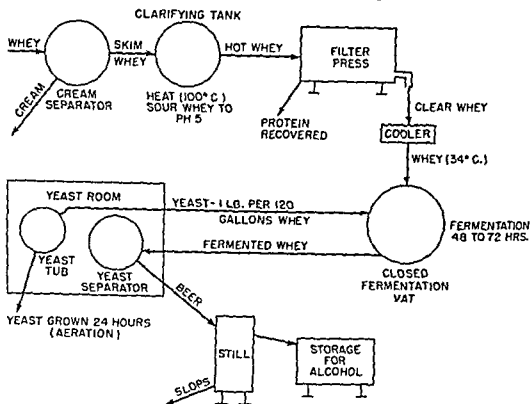 CLARIFYING TANK
WHEY
SKIM
WHEY
HOT WHEY
FILTER
PRESS
CREAM
CREAM
SEPARATOR
HEAT (100° C.)
SOUR WHEY TO
PH 5
PROTEIN
RECOVERED
CLEAR WHEY
COOLER
WHEY (34° C.)
YEAST ROOM
YEAST-1 LB. PER 120
GALLONS WHEY
YEAST
TUB
YEAST
SEPARATOR
FERMENTED WHEY
FERMENTATION
48 TO 72 HRS.
CLOSED
FERMENTATION
VAT
YEAST GROWN 24 HOURS
(AERATION)
BEER
STILL
STORAGE
FOR
ALCOHOL
SLOPS